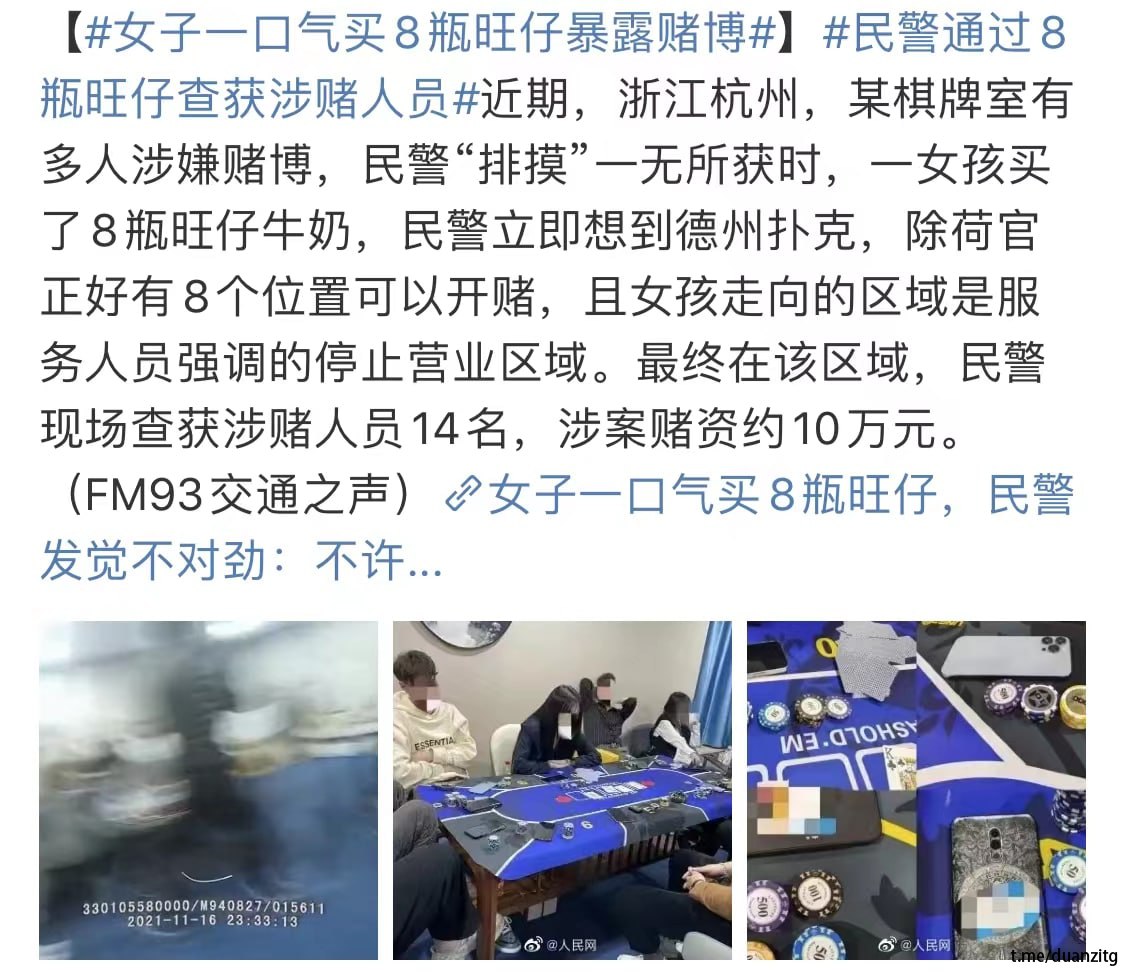 【#女子一口气买8瓶旺仔暴露赌博#】#民警通过8
瓶旺仔查获涉赌人员#近期，浙江杭州，某棋牌室有
多人涉嫌赌博，民警“排摸”一无所获时，一女孩买
了8瓶旺仔牛奶，民警立即想到德州扑克，除荷官
正好有8个位置可以开赌，且女孩走向的区域是服
务人员强调的停止营业区域。最终在该区域，民警
现场查获涉赌人员14名，涉案赌资约10万元。
（FM93交通之声）女子一口气买8瓶旺仔，民警
发觉不对劲：不许...
330105580000/M940827/015611
2021-11-16 23:33:13
ESSENTIA
6
@人民网
HOLD'EM
K
500
100
50
500
50
@人民网
t.me/duanzitg